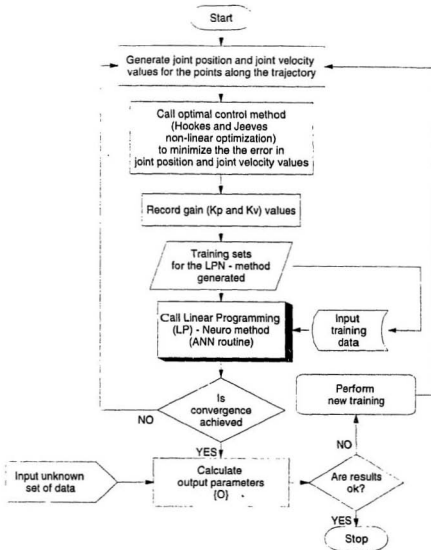 Start
Generate joint position and joint velocity
values for the points along the trajectory
Call optimal control method
(Hookes and Jeeves
non-linear optimization)
to minimize the the error in
joint position and joint velocity values
Record gain (Kp and Kv) values
Training sets
for the LPN - method
generated
Call Linear Programming
(LP) - Neuro method
(ANN routine)
Input
training
data
Is
convergence
achieved
NO
YES
Perform
new training
NO
Input unknown
set of data
Calculate
output parameters
{O}
Are results
ok?
YES
Stop